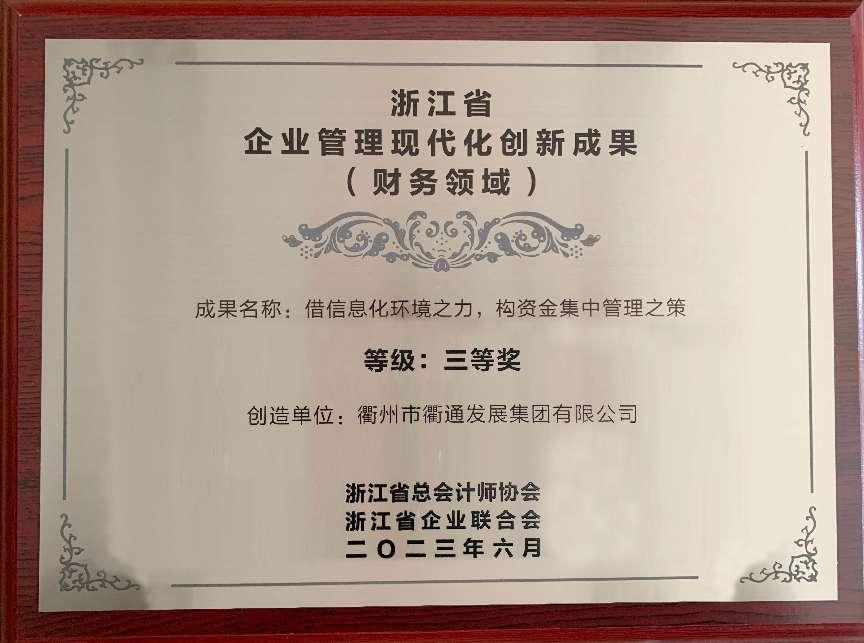 浙江省
企业管理现代化创新成果
（财务领域）
成果名称：借信息化环境之力，构资金集中管理之策
等级：三等奖
创造单位：衢州市衢通发展集团有限公司
浙江省总会计师协会
浙江省企业联合会
二〇二三年六月